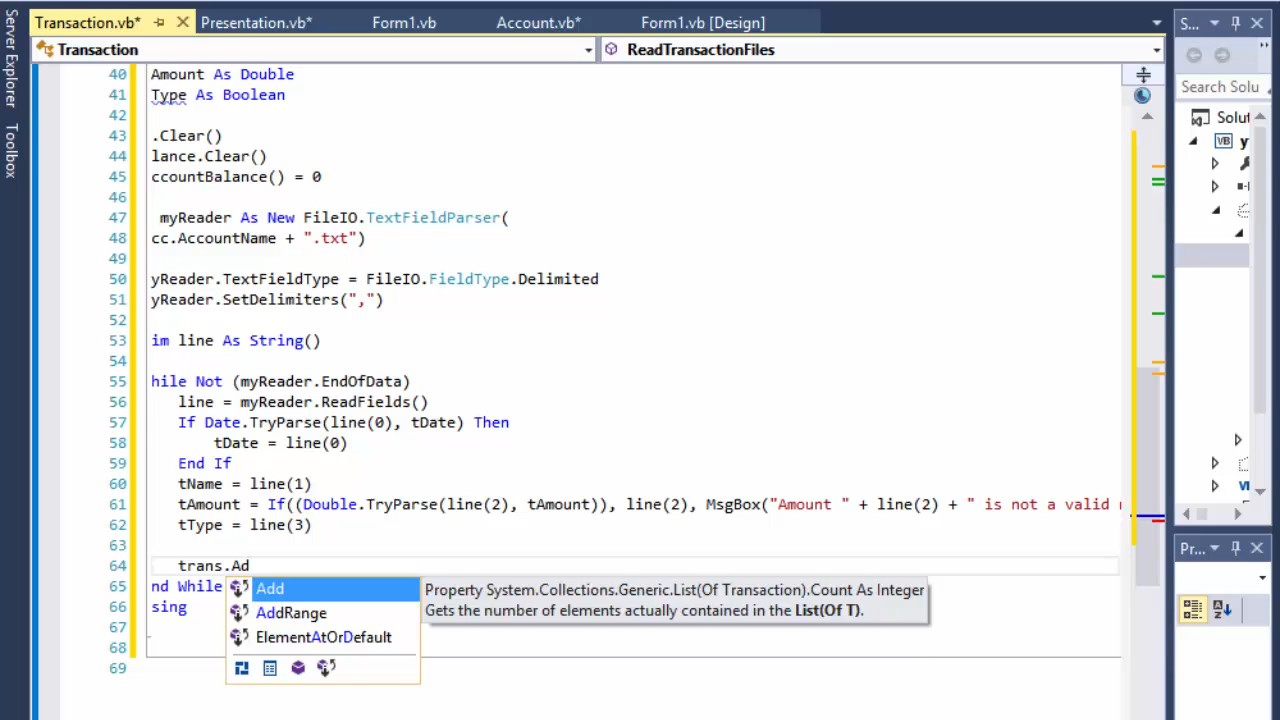 Transaction.vb* Presentation.vb* Form1.vb Account.vb* Form1.vb [Design]
Transaction ReadTransactionFiles
Server Explorer
Toolbox
40 Amount As Double
41 Type As Boolean
42
43 .Clear()
44 lance.Clear()
45 ccountBalance() = 0
46
47 myReader As New FileIO.TextFieldParser(
48 cc.AccountName + ".txt")
49
50 yReader.TextFieldType = FileIO.FieldType.Delimited
51 yReader.SetDelimiters(",")
52
53 im line As String()
54
55 hile Not (myReader.EndOfData)
56 line = myReader.ReadFields()
57 If Date.TryParse(line(0), tDate) Then
58 tDate = line(0)
59 End If
60 tName = line(1)
61 tAmount = If((Double.TryParse(line(2), tAmount)), line(2), MsgBox("Amount " + line(2) + " is not a valid
62 tType = line(3)
63
64 trans.Ad
65 nd While
66 sing
67
68
69
Add
AddRange
ElementAtOrDefault
Property System.Collections.Generic.List(Of Transaction).Count As Integer
Gets the number of elements actually contained in the List(Of T).
S...
Search Solu
Solut
VB y
VB
Pr...